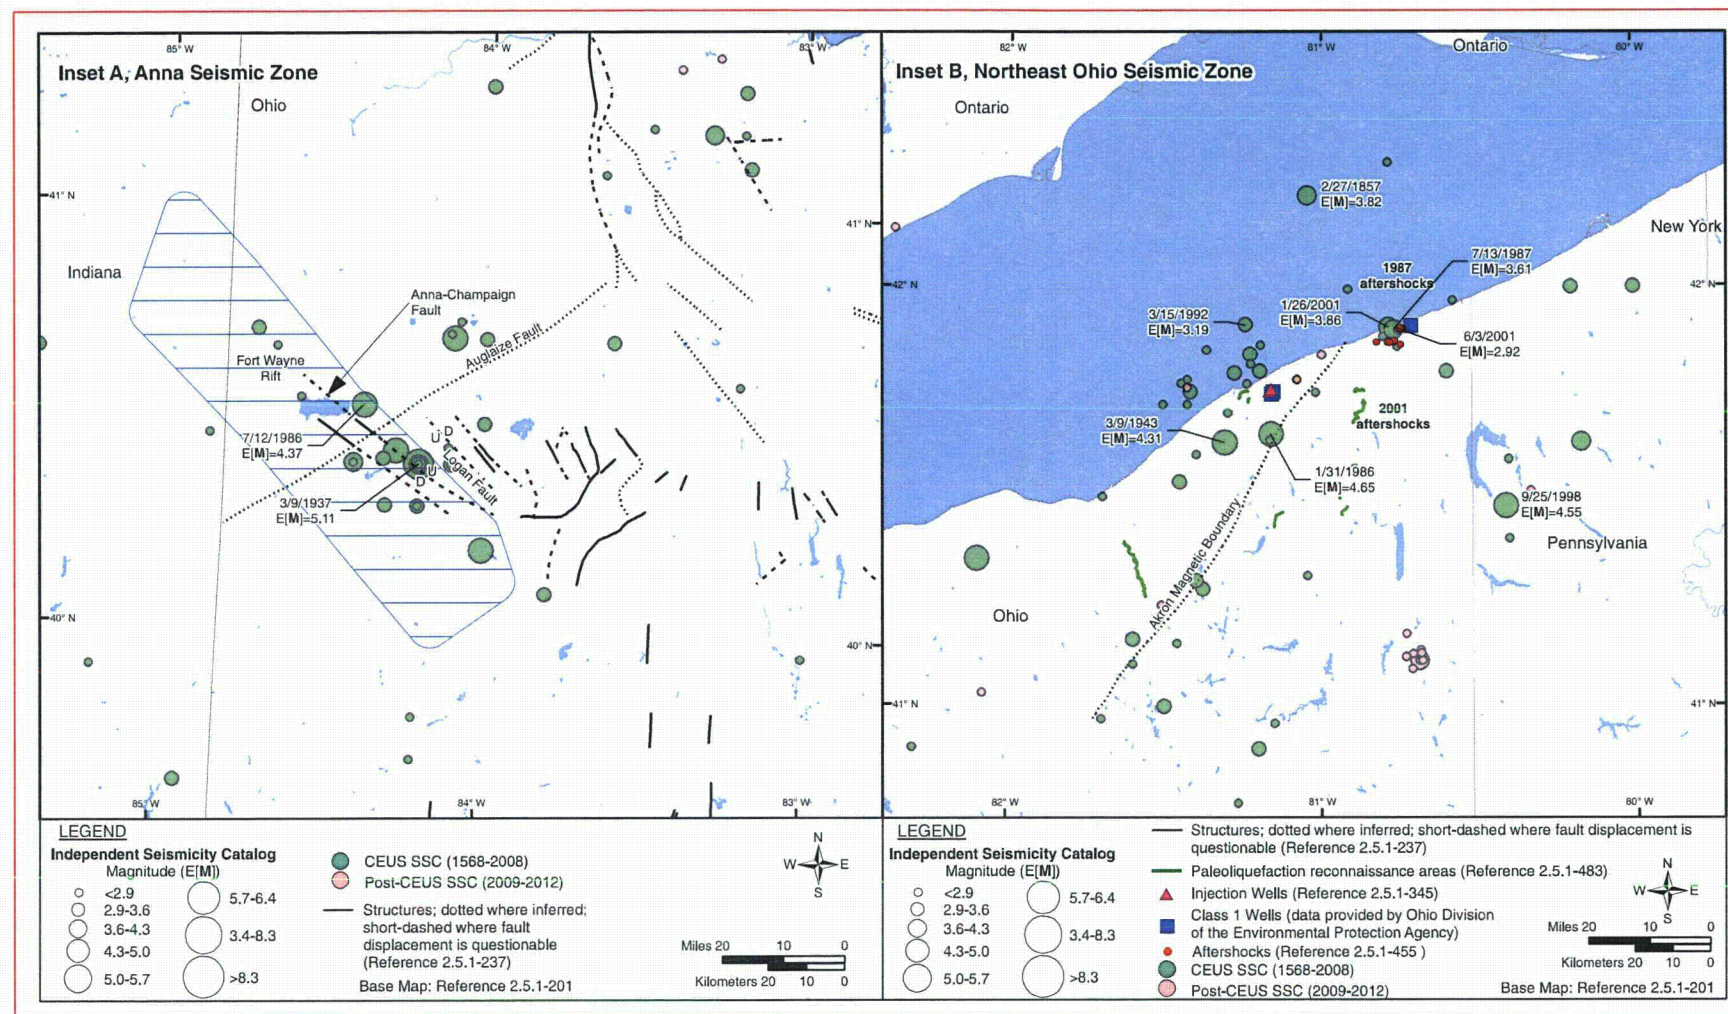 85° W
84° W
83° W
Inset A, Anna Seismic Zone
Ohio
41° N
Indiana
Anna-Champaign
Fault
Auglaize Fault
Fort Wayne
Rift
7/12/1986
E[M]=4.37
U
D
Logan Fault
U
D
3/9/1937
E[M]=5.11
40° N
85° W
84° W
83° W
LEGEND
Independent Seismicity Catalog
Magnitude (E[M])
<2.9
2.9-3.6
3.6-4.3
4.3-5.0
5.0-5.7
5.7-6.4
3.4-8.3
>8.3
CEUS SSC (1568-2008)
Post-CEUS SSC (2009-2012)
Structures; dotted where inferred;
short-dashed where fault
displacement is questionable
(Reference 2.5.1-237)
Base Map: Reference 2.5.1-201
N
W
E
S
Miles 20 10 0
Kilometers 20 10 0
82° W
81° W
80° W
Ontario
Inset B, Northeast Ohio Seismic Zone
Ontario
41° N
2/27/1857
E[M]=3.82
New York
7/13/1987
E[M]=3.61
1987
aftershocks
42° N
42° N
1/26/2001
E[M]=3.86
3/15/1992
E[M]=3.19
6/3/2001
E[M]=2.92
2001
aftershocks
3/9/1943
E[M]=4.31
1/31/1986
E[M]=4.65
9/25/1998
E[M]=4.55
Pennsylvania
Akron Magnetic Boundary
Ohio
40° N
41° N
41° N
82° W
81° W
80° W
LEGEND
Independent Seismicity Catalog
Magnitude (E[M])
<2.9
2.9-3.6
3.6-4.3
4.3-5.0
5.0-5.7
5.7-6.4
3.4-8.3
>8.3
Structures; dotted where inferred; short-dashed where fault displacement is
questionable (Reference 2.5.1-237)
Paleoliquefaction reconnaissance areas (Reference 2.5.1-483)
Injection Wells (Reference 2.5.1-345)
Class 1 Wells (data provided by Ohio Division
of the Environmental Protection Agency)
Aftershocks (Reference 2.5.1-455 )
CEUS SSC (1568-2008)
Post-CEUS SSC (2009-2012)
N
W
E
S
Miles 20 10 0
Kilometers 20 10 0
Base Map: Reference 2.5.1-201